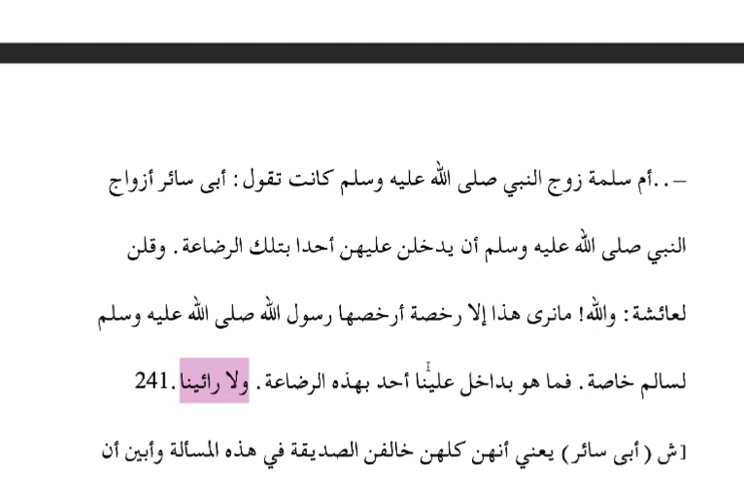 –..أم سلمة زوج النبي صلى الله عليه وسلم كانت تقول: أبى سائر أزواج
النبي صلى الله عليه وسلم أن يدخلن عليهن أحدا بتلك الرضاعة. وقلن
لعائشة: والله! مانرى هذا إلا رخصة أرخصها رسول الله صلى الله عليه وسلم
لسالم خاصة. فما هو بداخل علينا أحد بهذه الرضاعة. ولا رائينا.241
[ش (أبى سائر) يعني أنهن كلهن خالفن الصديقة في هذه المسألة وأبين أن